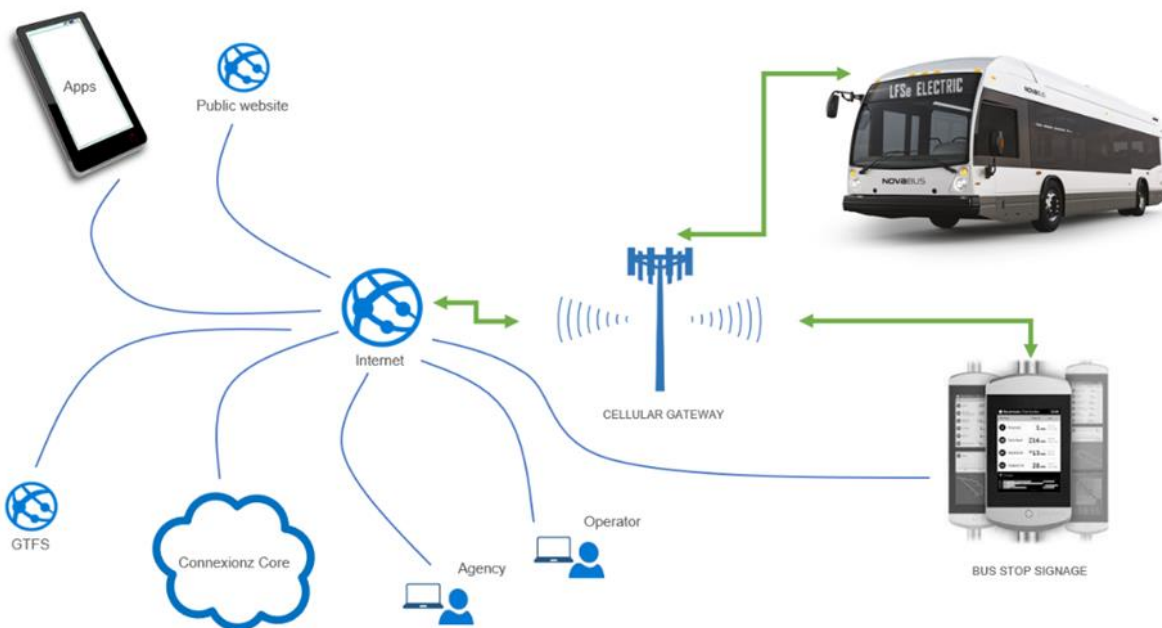 Apps
Public website
LFSe ELECTRIC
NOVABUS
NOVABUS
Internet
CELLULAR GATEWAY
GTFS
Connexionz Core
Agency
Operator
BUS STOP SIGNAGE